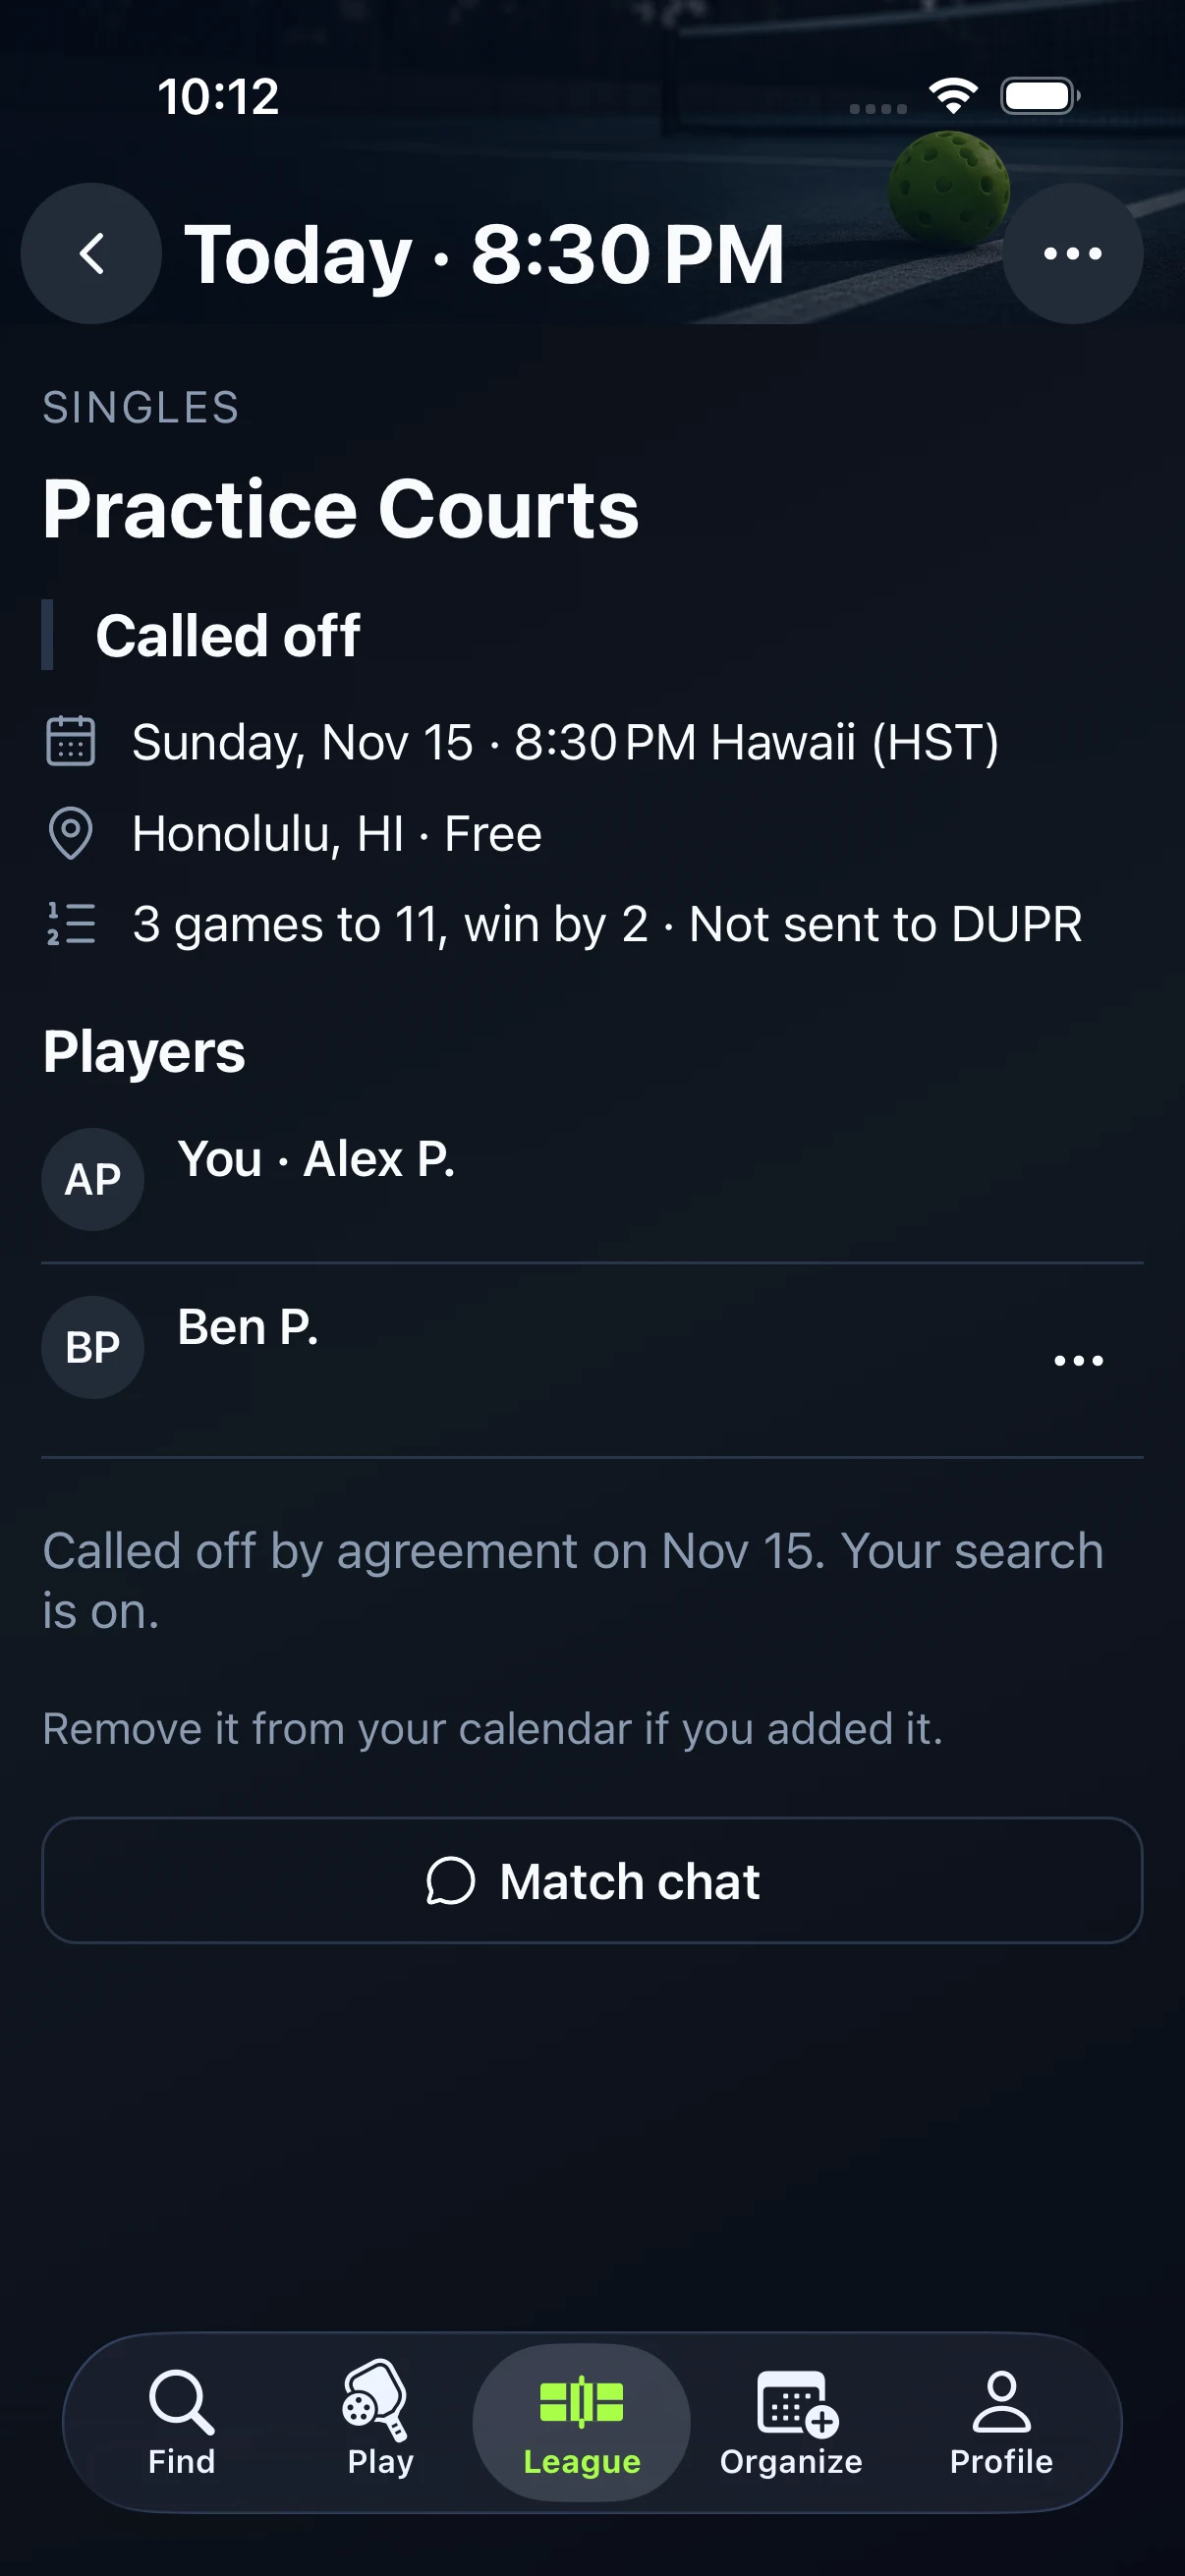 10:12
Today · 8:30 PM
SINGLES
Practice Courts
Called off
Sunday, Nov 15 · 8:30 PM Hawaii (HST)
Honolulu, HI · Free
3 games to 11, win by 2 · Not sent to DUPR
Players
AP
You · Alex P.
BP
Ben P.
Called off by agreement on Nov 15. Your search
is on.
Remove it from your calendar if you added it.
Match chat
Find
Play
League
Organize
Profile